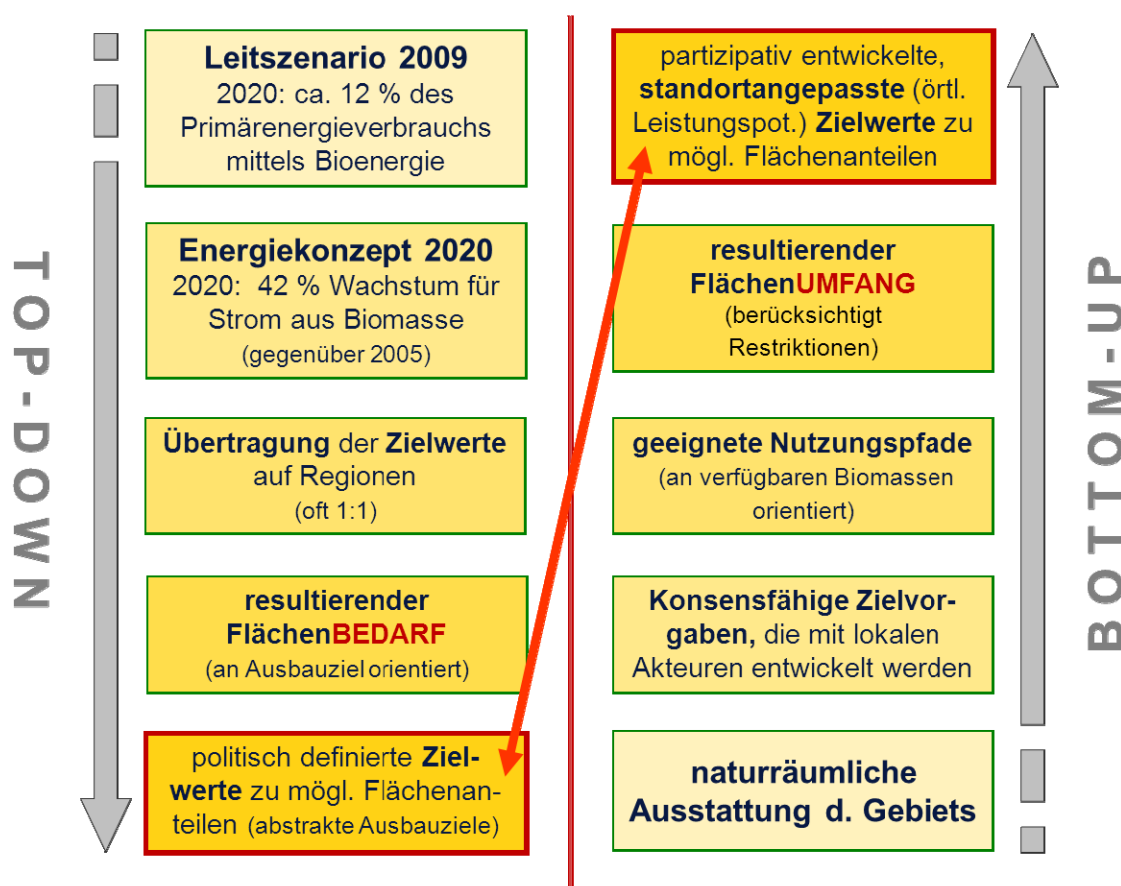 TOP-DOWN
Leitszenario 2009
2020: ca. 12 % des
Primärenergieverbrauchs
mittels Bioenergie
Energiekonzept 2020
2020:  42 % Wachstum für
Strom aus Biomasse
(gegenüber 2005)
Übertragung der Zielwerte
auf Regionen
(oft 1:1)
resultierender
FlächenBEDARF
(an Ausbauziel orientiert)
politisch definierte Ziel-
werte zu mögl. Flächenan-
teilen (abstrakte Ausbauziele)
partizipativ entwickelte,
standortangepasste (örtl.
Leistungspot.) Zielwerte zu
mögl. Flächenanteilen
resultierender
FlächenUMFANG
(berücksichtigt
Restriktionen)
geeignete Nutzungspfade
(an verfügbaren Biomassen
orientiert)
Konsensfähige Zielvor-
gaben, die mit lokalen
Akteuren entwickelt werden
naturräumliche
Ausstattung d. Gebiets
BOTTOM-UP